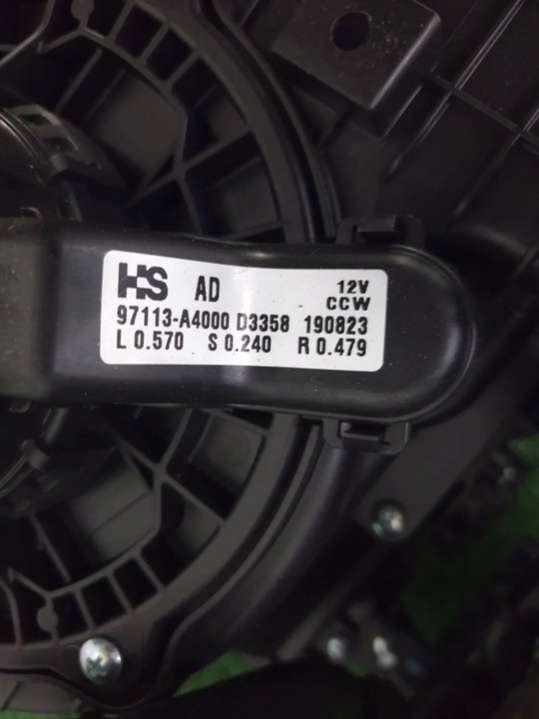 HS AD 12V
CCW
97113-A4000 D3358 190823
L 0.570 S 0.240 R 0.479